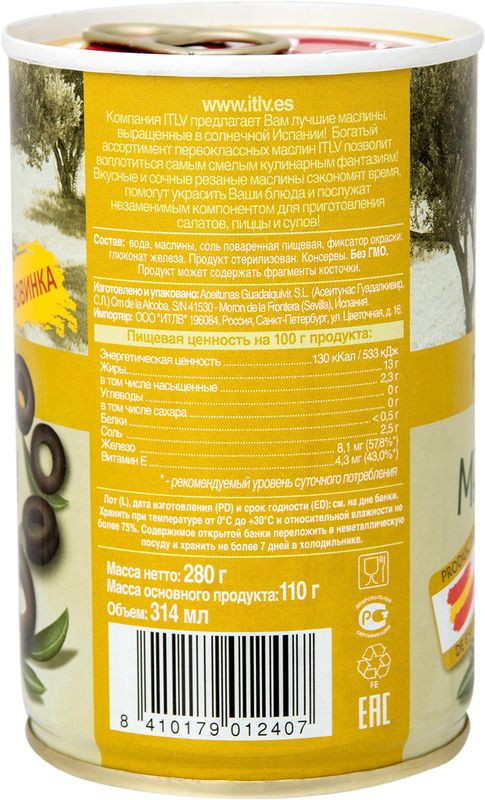 www.itlv.es
Компания ITLV предлагает Вам лучшие маслины,
выращенные в солнечной Испании! Богатый
ассортимент первоклассных маслин ITLV позволит
воплотиться самым смелым кулинарным фантазиям!
Вкусные и сочные резаные маслины сэкономят время,
помогут украсить Ваши блюда и послужат
незаменимым компонентом для приготовления
салатов, пиццы и супов!
Состав: вода, маслины, соль поваренная пищевая, фиксатор окраски:
глюконат железа. Продукт стерилизован. Консервы. Без ГМО.
Продукт может содержать фрагменты косточки.
Изготовлено и упаковано: Aceitunas Guadalquivir, S.L. (Асеитунас Гуадалкивир,
С.Л.) Cm de la Alcoba, S/N 41530 - Moron de la Frontera (Sevilla), Испания.
Импортер: ООО "ИТЛВ" 196084, Россия, Санкт-Петербург, ул. Цветочная, д. 16.
Пищевая ценность на 100 г продукта:
Энергетическая ценность 130 кКал / 533 кДж
Жиры 13 г
в том числе насыщенные 2,3 г
Углеводы 0 г
в том числе сахара 0 г
Белки < 0,5 г
Соль 2,5 г
Железо 8,1 мг (57,8%*)
Витамин Е 4,3 мг (43,0%*)
* - рекомендуемый уровень суточного потребления
Лот (L), дата изготовления (PD) и срок годности (ED): см. на дне банки.
Хранить при температуре от 0°С до +30°С и относительной влажности не
более 75%. Содержимое открытой банки переложить в неметаллическую
посуду и хранить не более 7 дней в холодильнике.
Масса нетто: 280 г
Масса основного продукта: 110 г
Объем: 314 мл
ДОБРОВОЛЬНАЯ
РСТ
СЕРТИФИКАЦИЯ
FE
EAC
8 410179 012407
НОВИНКА
М
PRODUC
DE